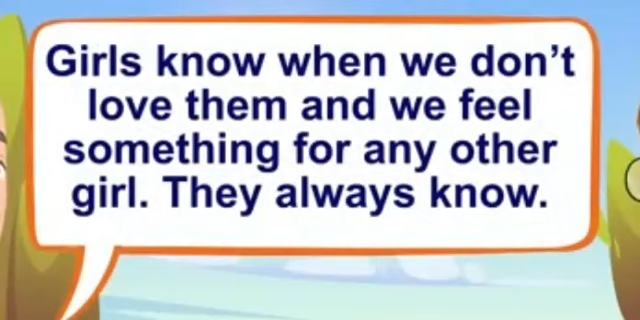 Girls know when we don’t
love them and we feel
something for any other
girl. They always know.